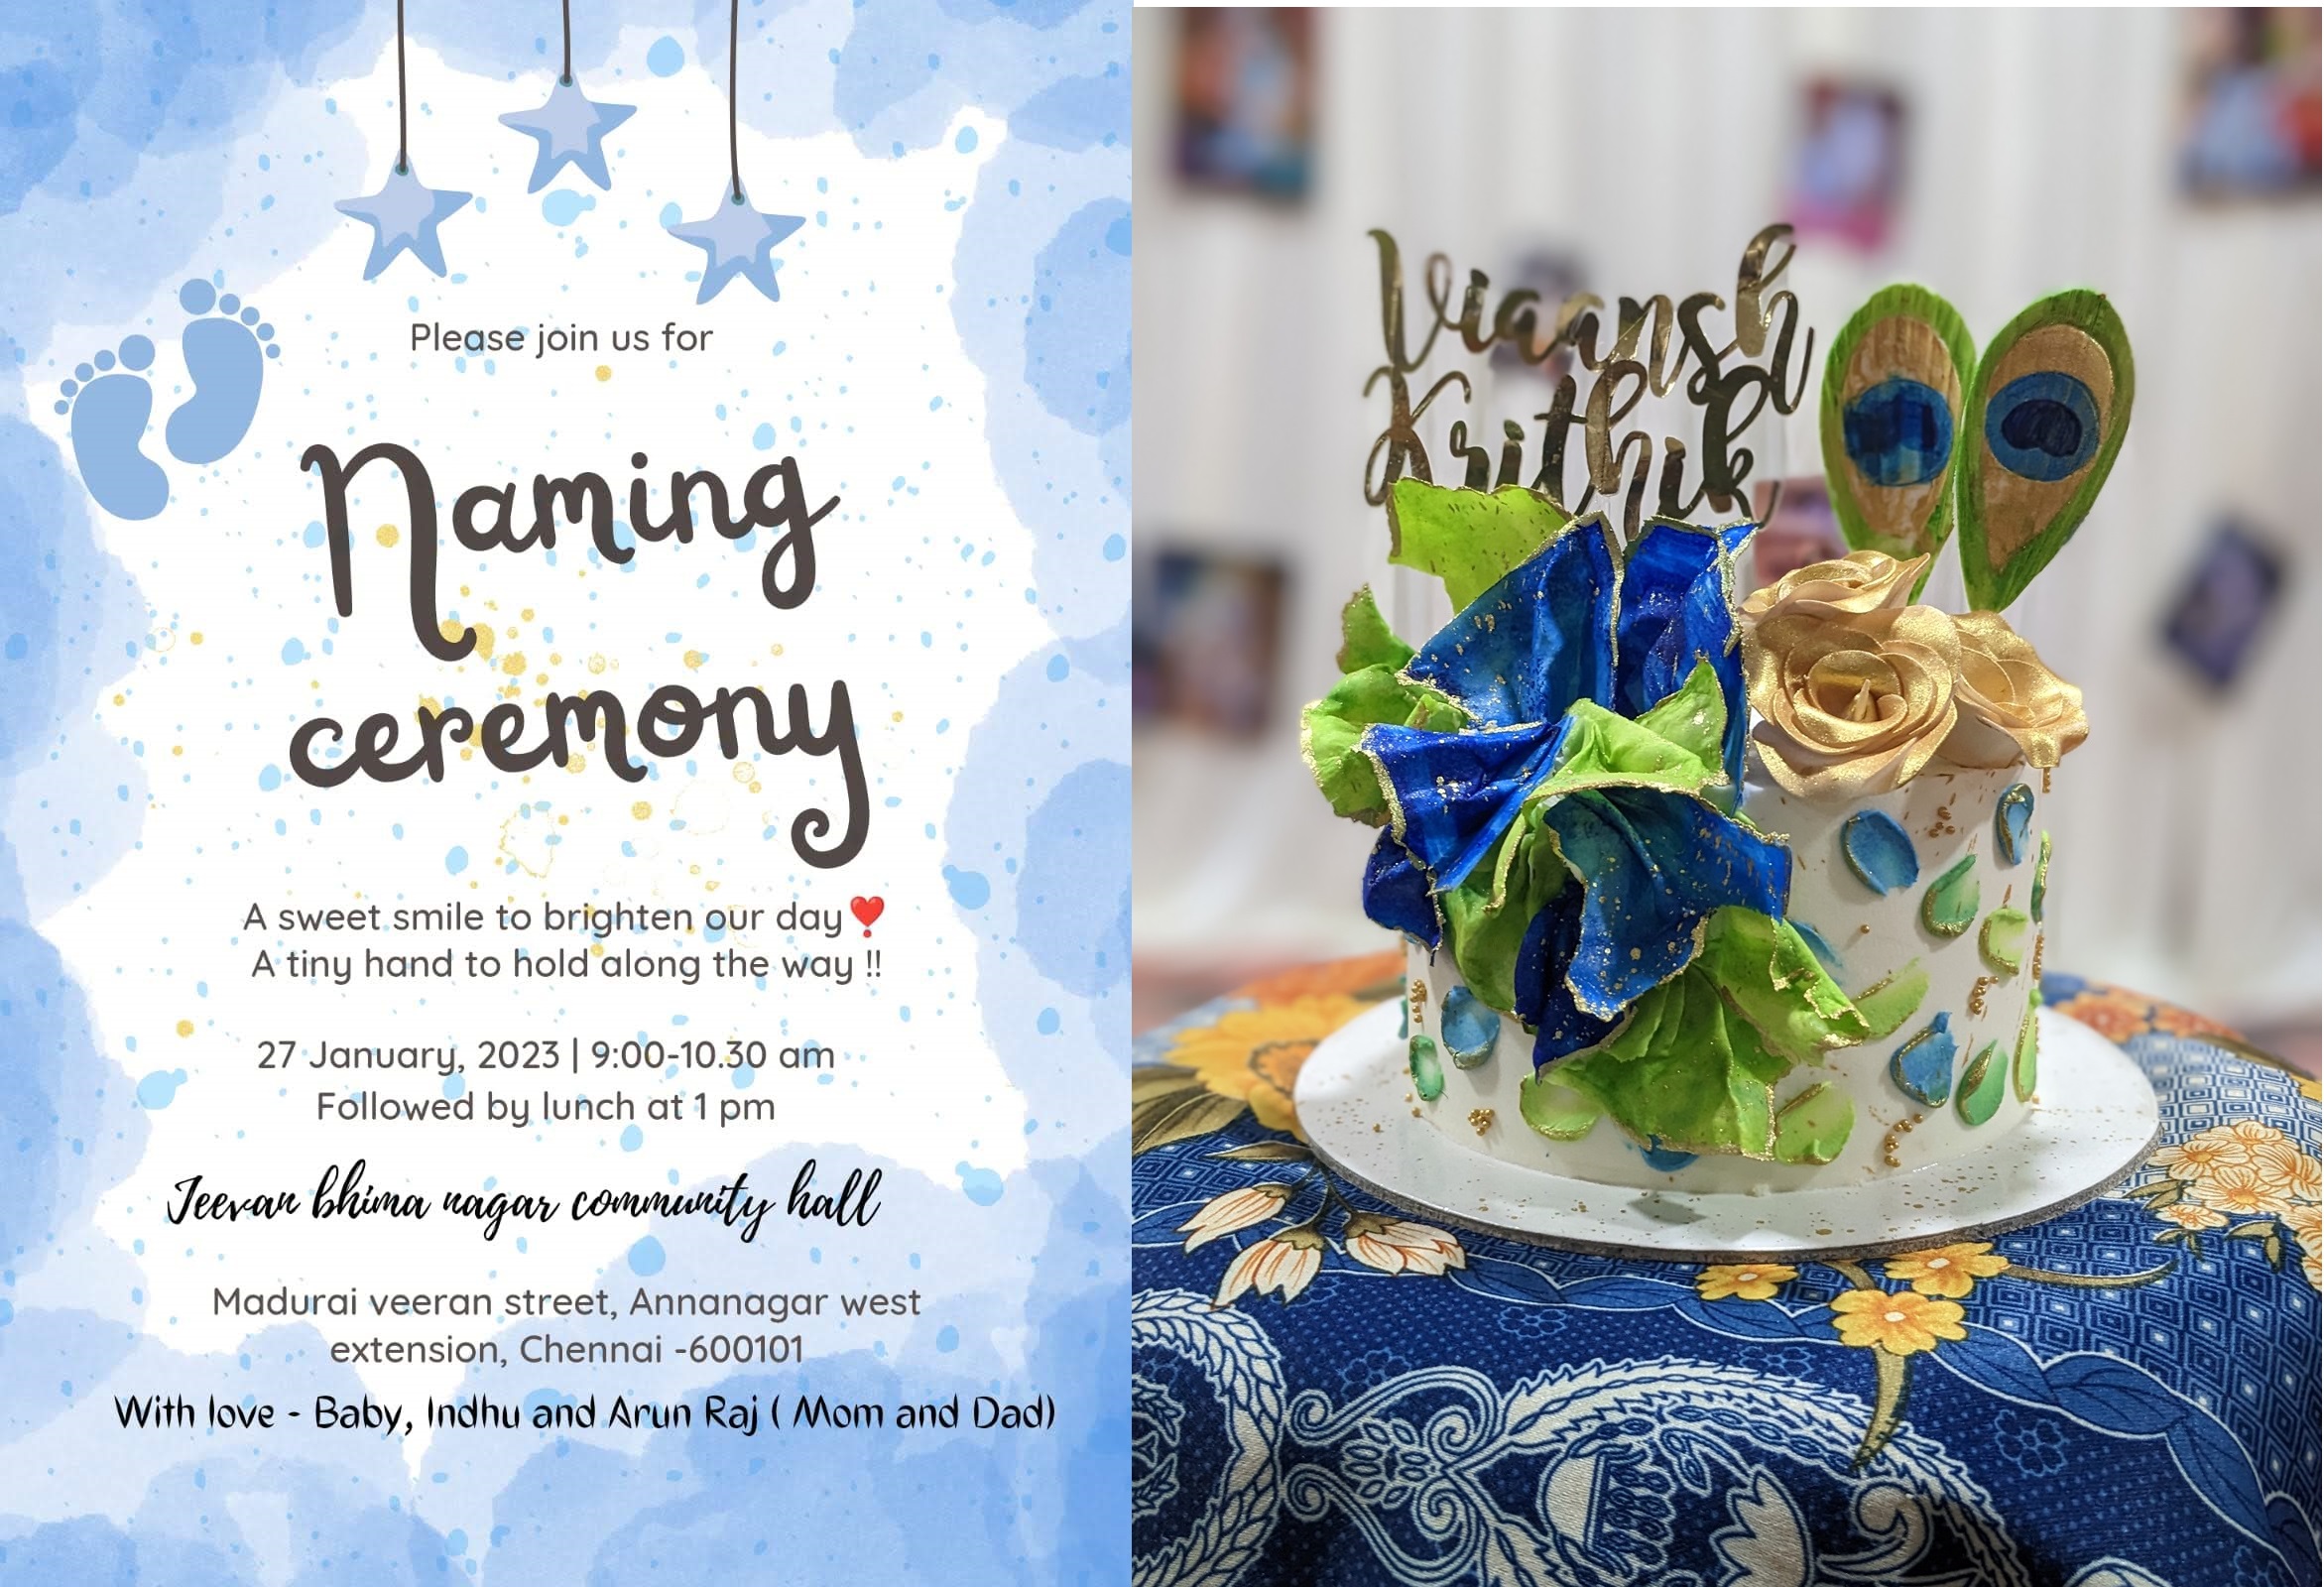 Please join us for
Naming
ceremony
A sweet smile to brighten our day❣️
A tiny hand to hold along the way !!
27 January, 2023 | 9:00-10.30 am
Followed by lunch at 1 pm
Jeevan bhima nagar community hall
Madurai veeran street, Annanagar west
extension, Chennai -600101
With love - Baby, Indhu and Arun Raj ( Mom and Dad)
Viaansh
Krithik